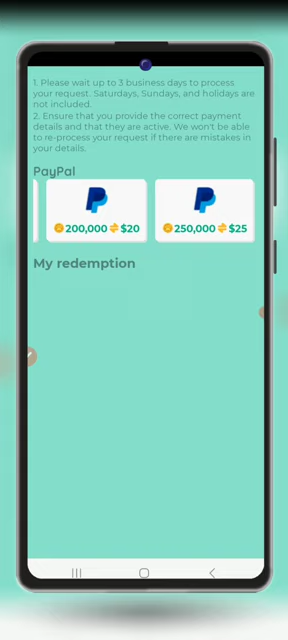 1. Please wait up to 3 business days to process
your request. Saturdays, Sundays, and holidays are
not included.
2. Ensure that you provide the correct payment
details and that they are active. We won't be able
to re-process your request if there are mistakes in
your details.
PayPal
200,000 $20
250,000 $25
My redemption